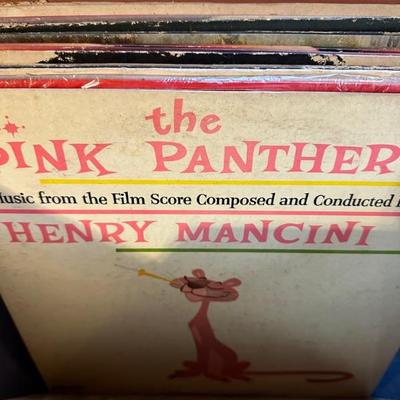 the
PINK PANTHER
Music from the Film Score Composed and Conducted
HENRY MANCINI